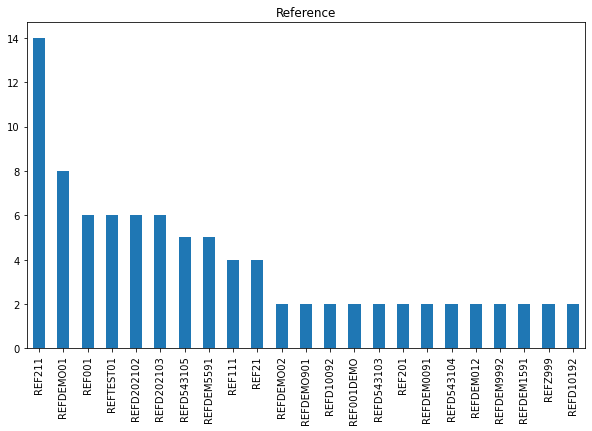 Reference
14
12
10
8
6
4
2
0
REF211
REFDEMO01
REF001
REFTEST01
REFD202102
REFD202103
REFD543105
REFDEM5591
REF111
REF21
REFDEMO02
REFDEMO901
REFD10092
REF001DEMO
REFD543103
REF201
REFDEM0091
REFD543104
REFDEM012
REFDEM9992
REFDEM1591
REFZ999
REFD10192